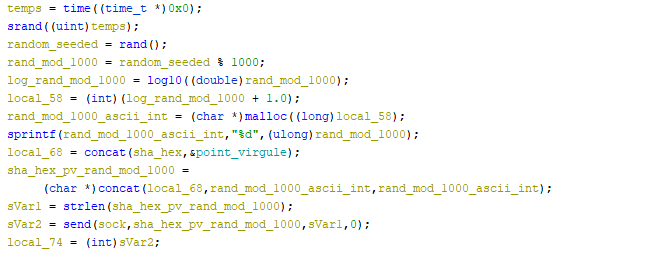 temps = time((time_t *)0x0);
srand((uint)temps);
random_seeded = rand();
rand_mod_1000 = random_seeded % 1000;
log_rand_mod_1000 = log10((double)rand_mod_1000);
local_58 = (int)(log_rand_mod_1000 + 1.0);
rand_mod_1000_ascii_int = (char *)malloc((long)local_58);
sprintf(rand_mod_1000_ascii_int,"%d",(ulong)rand_mod_1000);
local_68 = concat(sha_hex,&point_virgule);
sha_hex_pv_rand_mod_1000 =
(char *)concat(local_68,rand_mod_1000_ascii_int,rand_mod_1000_ascii_int);
sVar1 = strlen(sha_hex_pv_rand_mod_1000);
sVar2 = send(sock,sha_hex_pv_rand_mod_1000,sVar1,0);
local_74 = (int)sVar2;